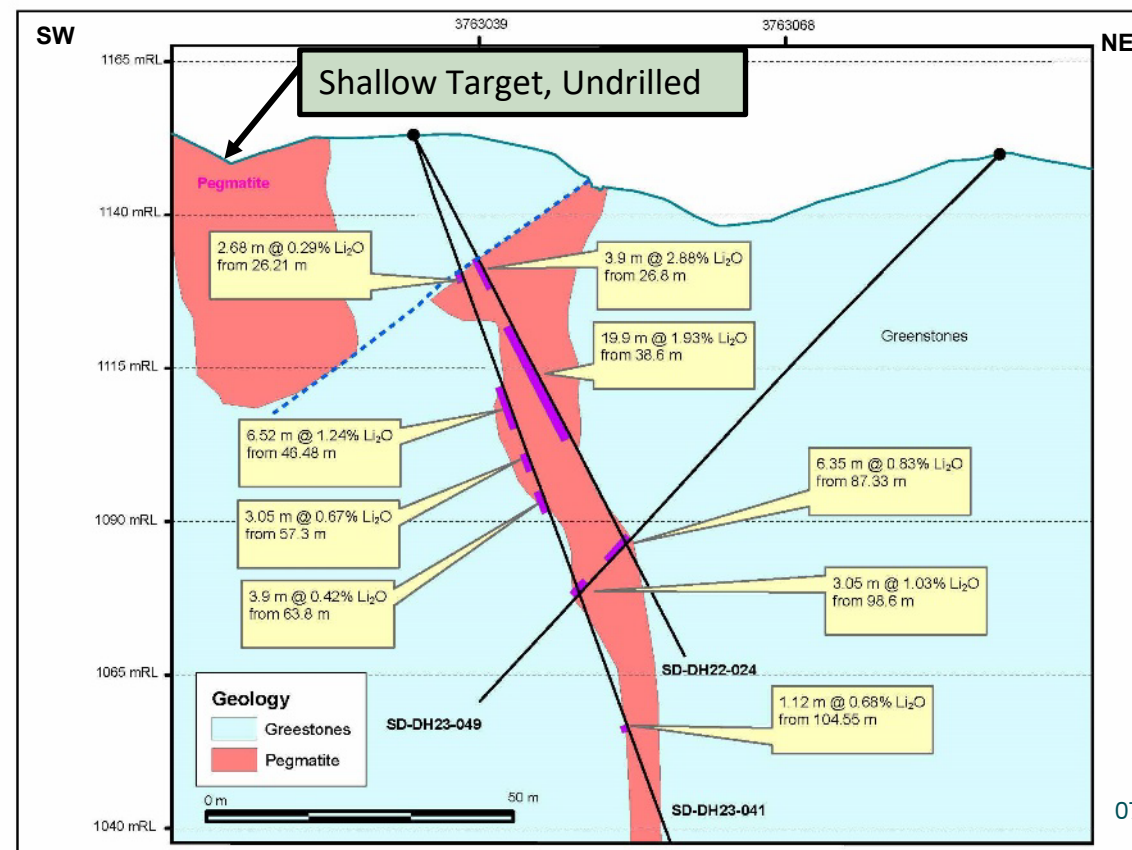 SW
3763039
3763068
NE
1165 mRL
Shallow Target, Undrilled
Pegmatite
1140 mRL
2.68 m @ 0.29% Li₂O
from 26.21 m
3.9 m @ 2.88% Li₂O
from 26.8 m
19.9 m @ 1.93% Li₂O
from 38.6 m
Greenstones
1115 mRL
6.52 m @ 1.24% Li₂O
from 46.48 m
6.35 m @ 0.83% Li₂O
from 87.33 m
3.05 m @ 0.67% Li₂O
from 57.3 m
1090 mRL
3.9 m @ 0.42% Li₂O
from 63.8 m
3.05 m @ 1.03% Li₂O
from 98.6 m
1065 mRL
SD-DH22-024
Geology
Greestones
Pegmatite
SD-DH23-049
1.12 m @ 0.68% Li₂O
from 104.55 m
0 m
50 m
SD-DH23-041
1040 mRL